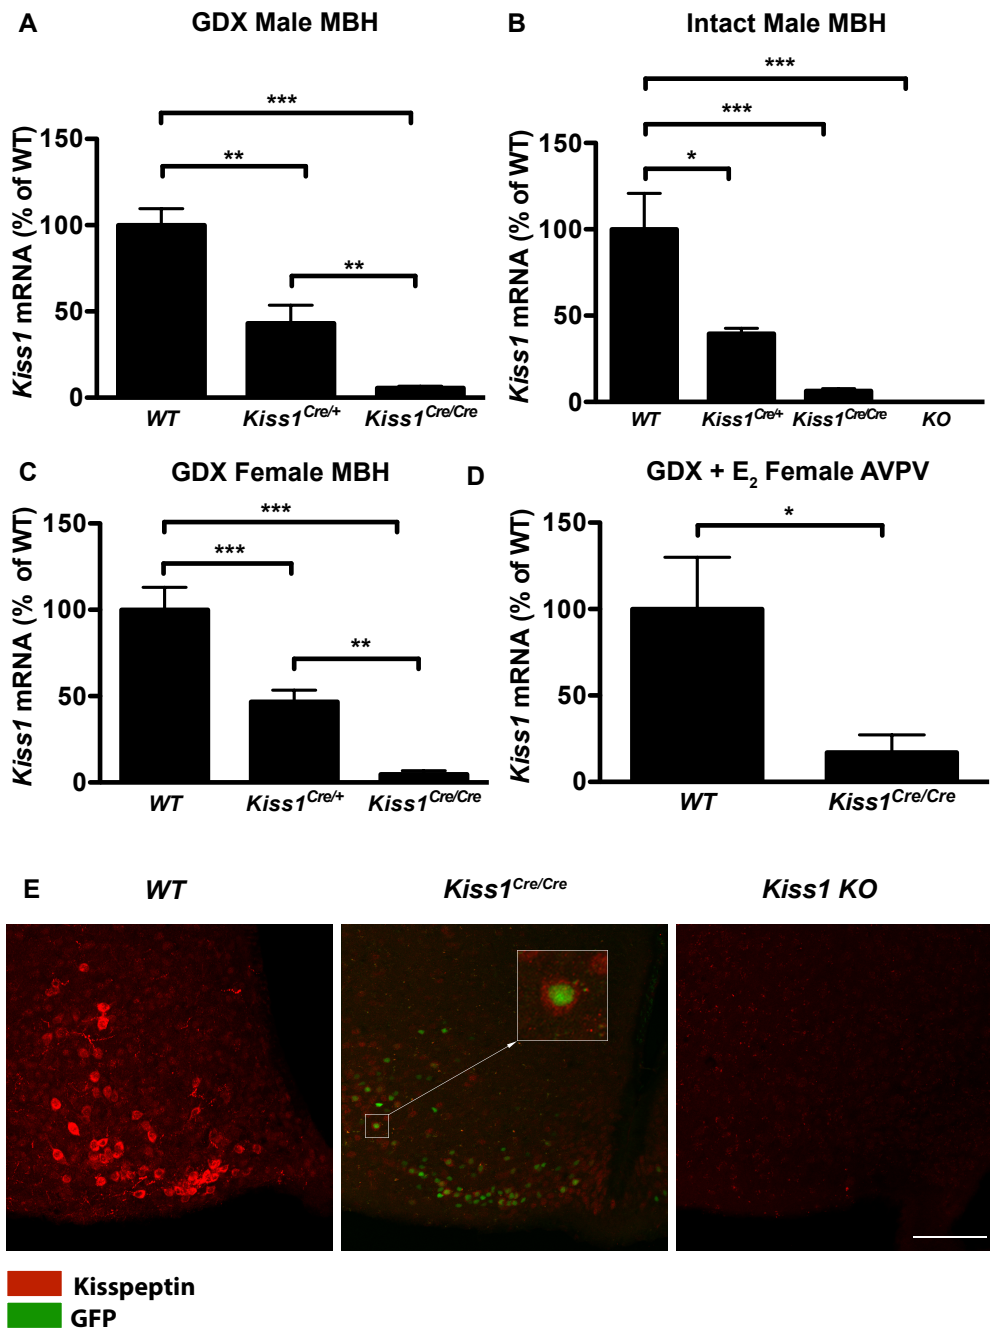 A GDX Male MBH
***
**
**
Kiss1 mRNA (% of WT)
150
100
50
0
WT Kiss1Cre/+ Kiss1Cre/Cre
B Intact Male MBH
***
***
*
Kiss1 mRNA (% of WT)
150
100
50
0
WT Kiss1Cre/+ Kiss1Cre/Cre KO
C GDX Female MBH
***
***
**
Kiss1 mRNA (% of WT)
150
100
50
0
WT Kiss1Cre/+ Kiss1Cre/Cre
D GDX + E2 Female AVPV
*
Kiss1 mRNA (% of WT)
150
100
50
0
WT Kiss1Cre/Cre
E WT Kiss1Cre/Cre Kiss1 KO
Kisspeptin
GFP